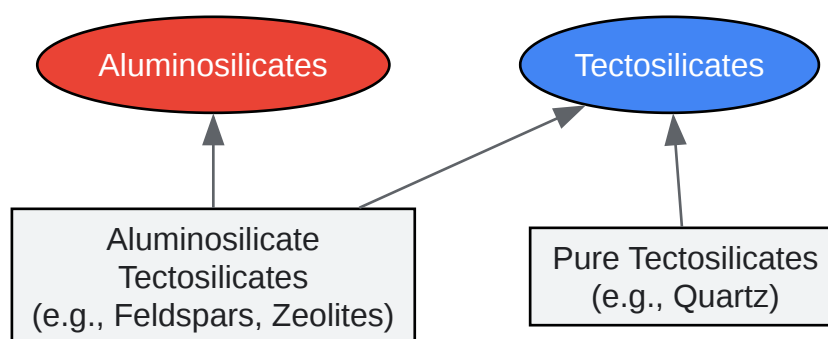 Aluminosilicates
Tectosilicates
Aluminosilicate
Tectosilicates
(e.g., Feldspars, Zeolites)
Pure Tectosilicates
(e.g., Quartz)